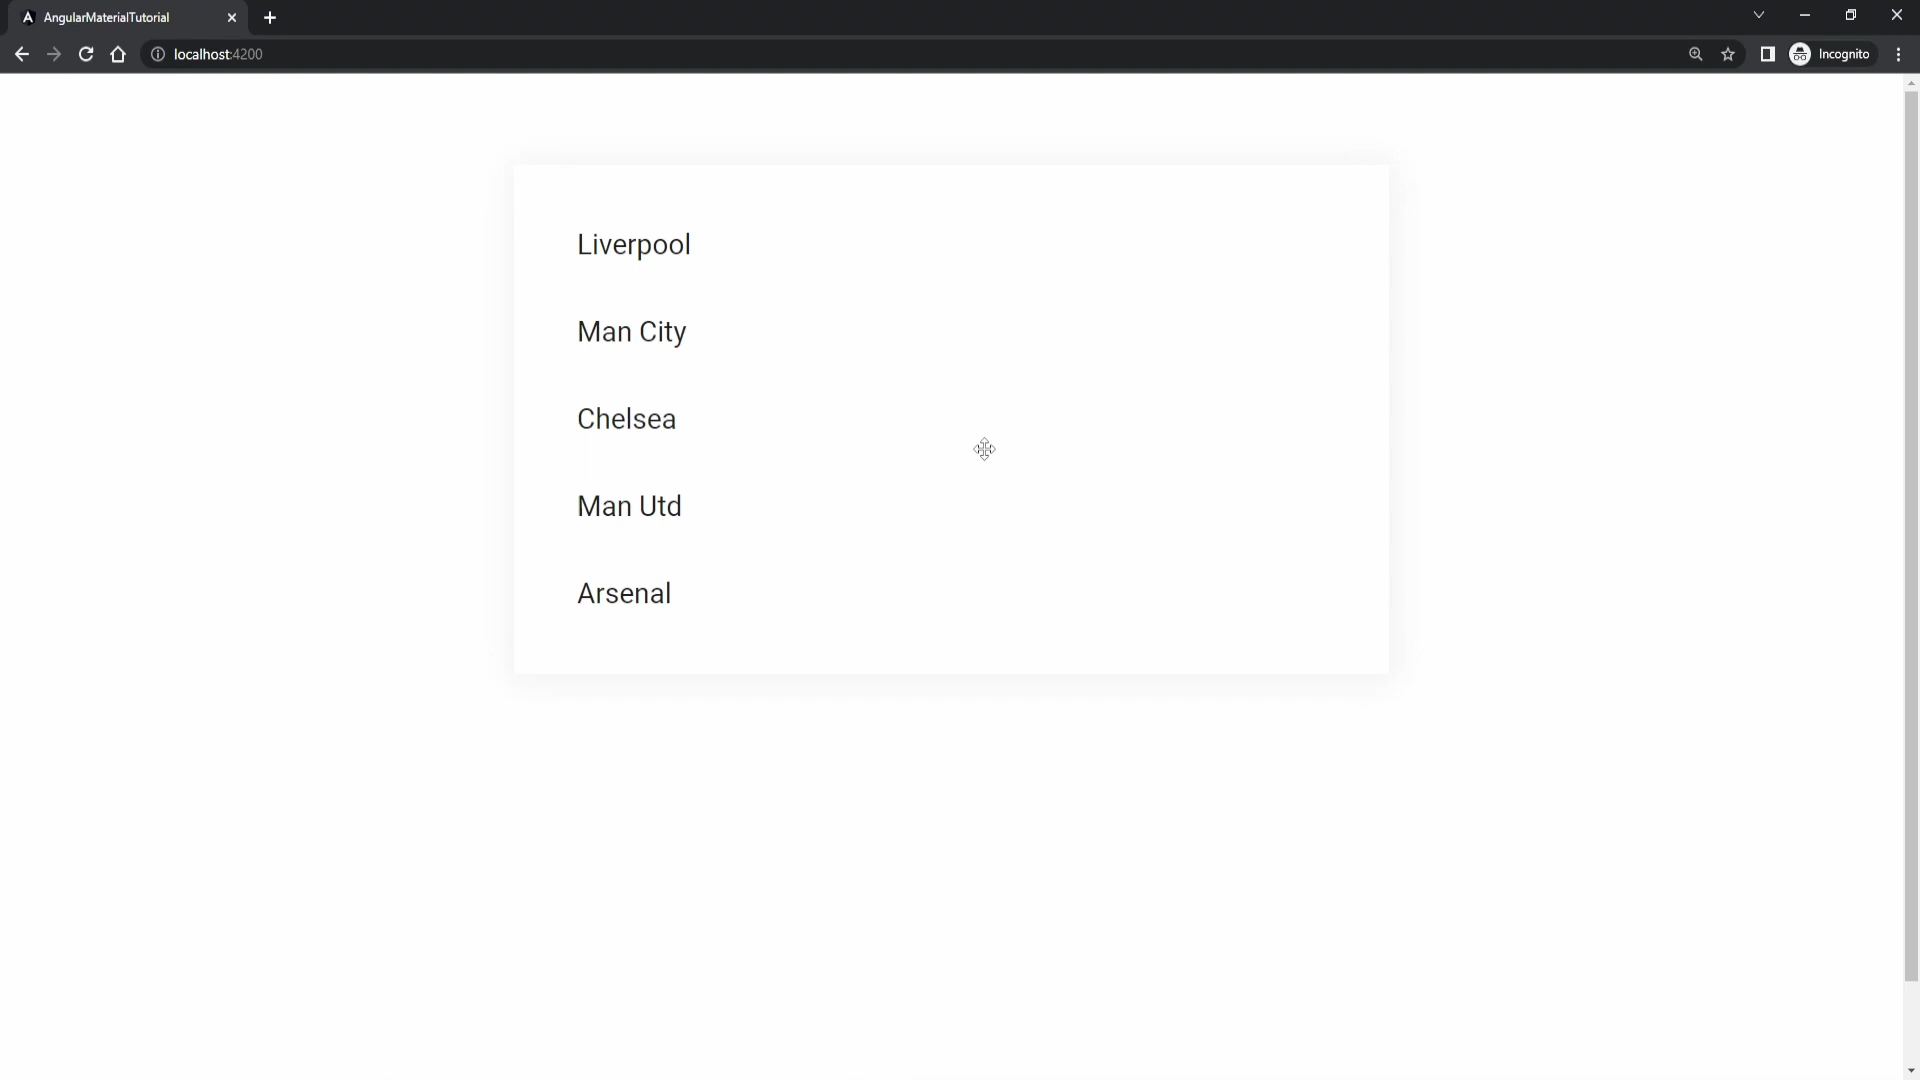 AngularMaterialTutorial
localhost:4200
Incognito
Liverpool
Man City
Chelsea
Man Utd
Arsenal